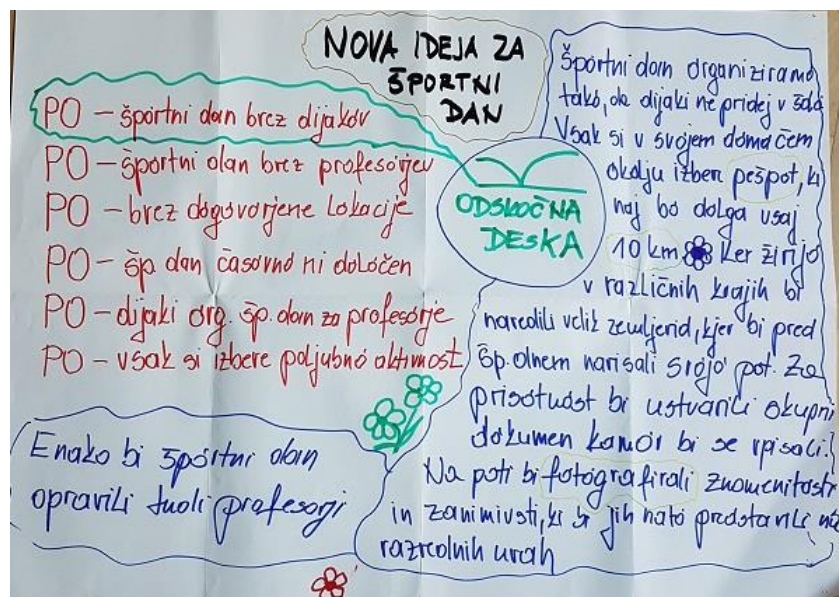 NOVA IDEJA ZA
ŠPORTNI
DAN
PO – športni dan brez dijakov
PO – športni dan brez profesorjev
PO – brez dogovorjene lokacije
PO – šp. dan časovno ni določen
PO – dijaki org. šp. dan za profesorje
PO – vsak si izbere poljubno aktivnost
ODSKOČNA
DESKA
Športni dan organiziramo
tako, da dijaki ne pridej v šolo
Vsak si v svojem domačem
okolju izbere pešpot, ki
naj bo dolga vsaj
10 km Ker živijo
v različnih krajih bi
naredili velik zemljevid, kjer bi pred
šp. dnem narisali svojo pot. Za
prisotnost bi ustvarili skupni
dokumen kamor bi se vpisali.
Na poti bi fotografirali znamenitosti
in zanimivsti, ki bi jih nato predstavili na
razrednih urah
Enako bi športni dan
opravili tudi profesorji